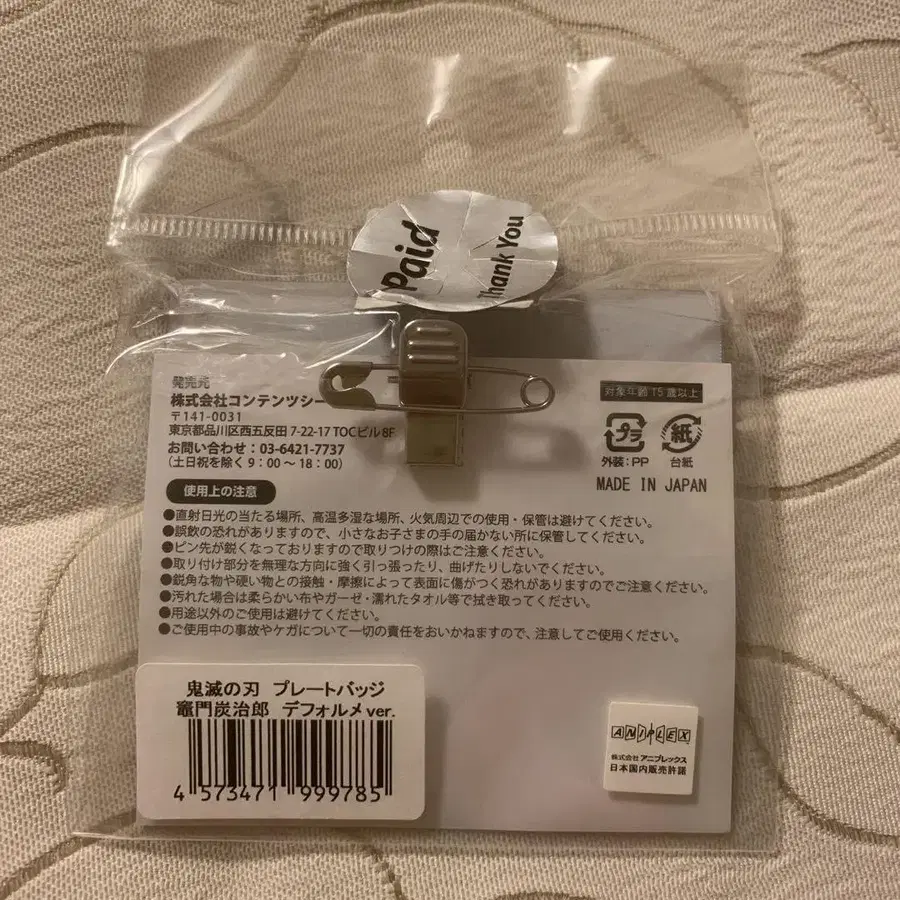 Paid
Thank You
発売元
株式会社コンテンツシー
〒141-0031
東京都品川区西五反田 7-22-17 TOCビル 8F
お問い合わせ：03-6421-7737
（土日祝を除く 9：00 〜 18：00）
対象年齢 15 歳以上
プラ
外装：PP
紙
台紙
MADE IN JAPAN
使用上の注意
●直射日光の当たる場所、高温多湿な場所、火気周辺での使用・保管は避けてください。
●誤飲の恐れがありますので、小さなお子さまの手の届かない所に保管してください。
●ピン先が鋭くなっておりますので取りつけの際はご注意ください。
●取り付け部分を無理な方向に強く引っ張ったり、曲げたりしないでください。
●鋭角な物や硬い物との接触・摩擦によって表面に傷がつく恐れがありますのでご注意ください。
●汚れた場合は柔らかい布やガーゼ・濡れたタオル等で拭き取ってください。
●用途以外のご使用は避けてください。
●ご使用中の事故やケガについて一切の責任をおいかねますので、注意してご使用ください。
鬼滅の刃 プレートバッジ
竈門炭治郎 デフォルメver.
4 573471 999785
ANIPLEX
株式会社 アニプレックス
日本国内販売許諾